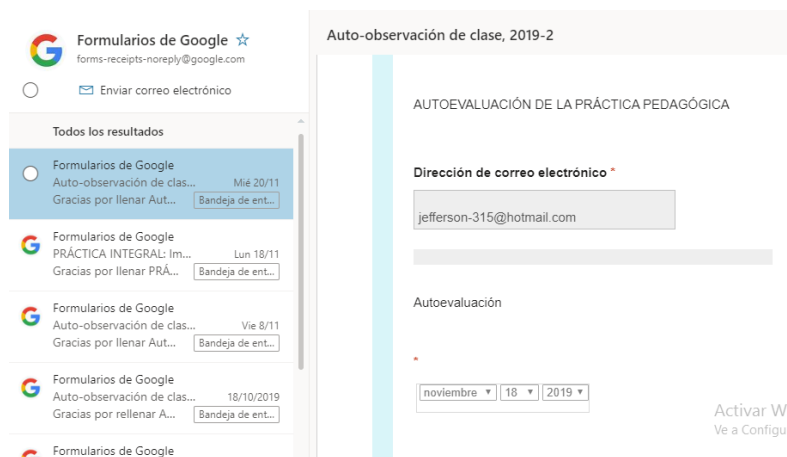 Formularios de Google
forms-receipts-noreply@google.com
Enviar correo electrónico
Todos los resultados
Formularios de Google
Auto-observación de clas... Mié 20/11
Gracias por llenar Aut... Bandeja de ent...
Formularios de Google
PRÁCTICA INTEGRAL: Im... Lun 18/11
Gracias por llenar PRÁ... Bandeja de ent...
Formularios de Google
Auto-observación de clas... Vie 8/11
Gracias por llenar Aut... Bandeja de ent...
Formularios de Google
Auto-observación de clas... 18/10/2019
Gracias por rellenar A... Bandeja de ent...
Formularios de Google
Auto-observación de clase, 2019-2
AUTOEVALUACIÓN DE LA PRÁCTICA PEDAGÓGICA
Dirección de correo electrónico *
jefferson-315@hotmail.com
Autoevaluación
*
noviembre 18 2019
Activar W
Ve a Configu